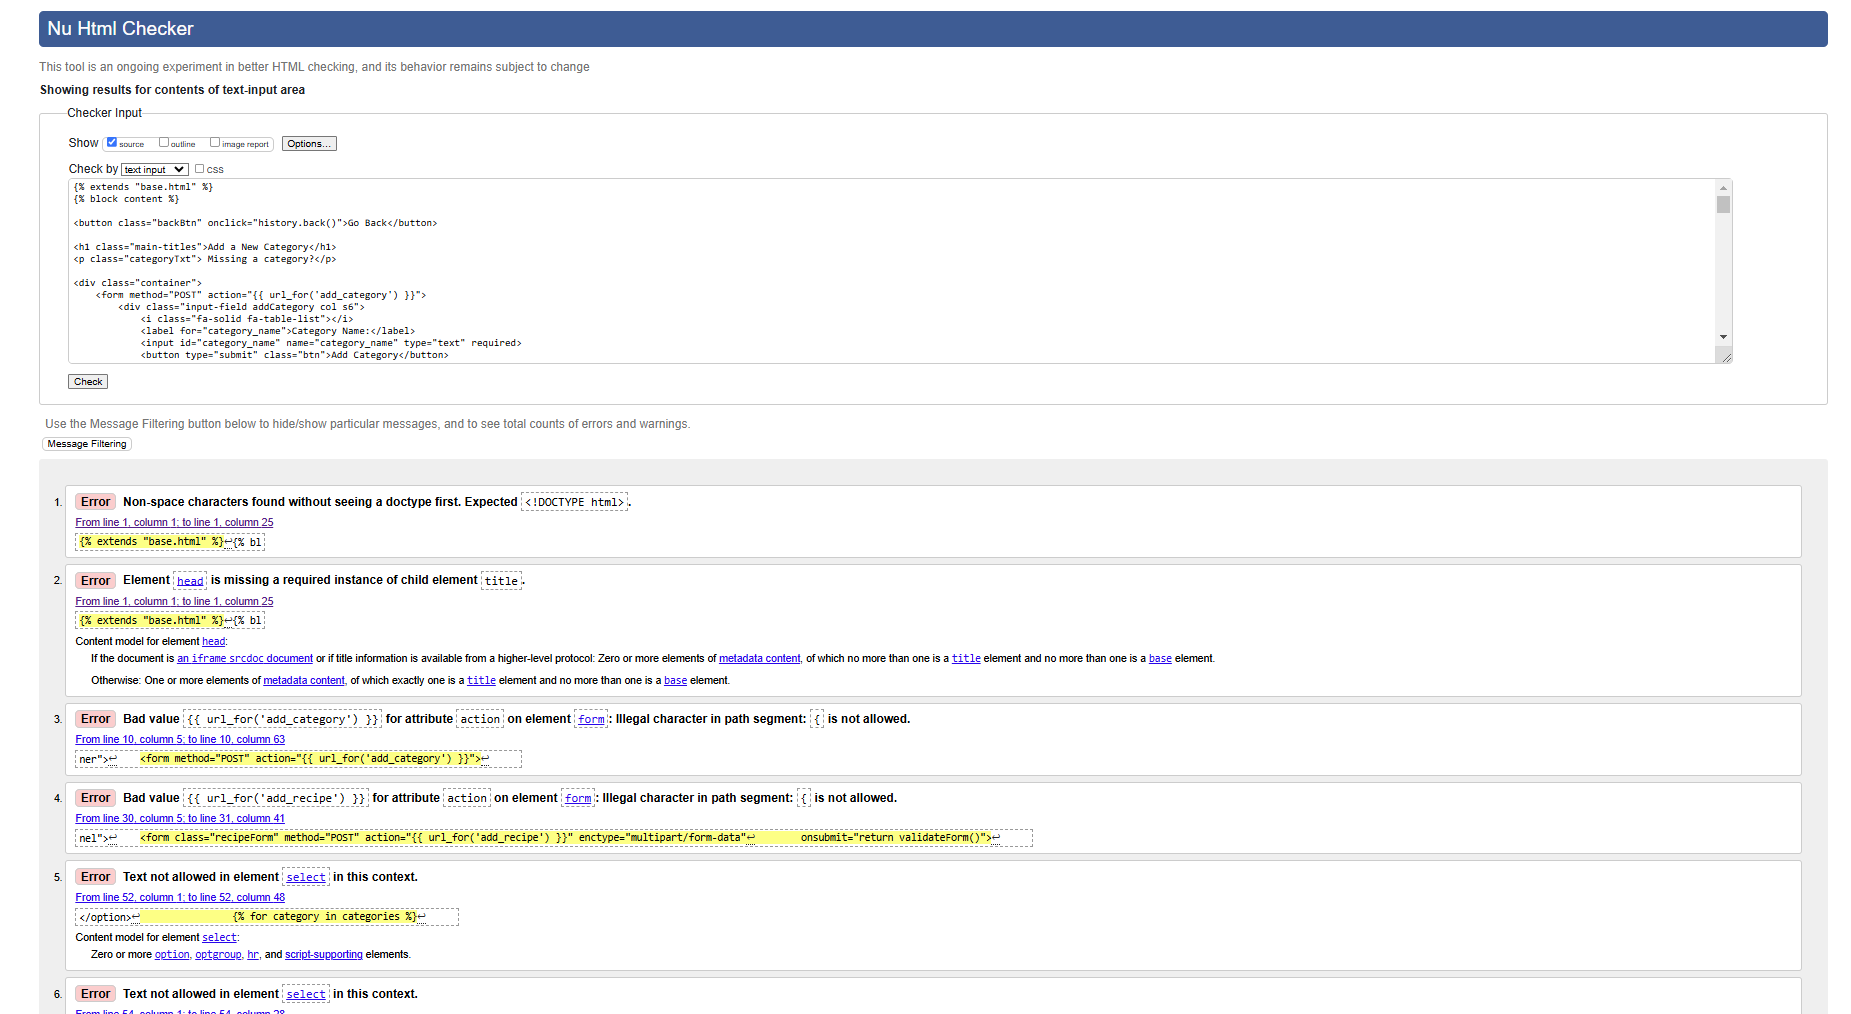 Nu Html Checker
This tool is an ongoing experiment in better HTML checking, and its behavior remains subject to change
Showing results for contents of text-input area
Checker Input
Show source outline image report Options...
Check by text input css
{% extends "base.html" %}
{% block content %}
<button class="backBtn" onclick="history.back()">Go Back</button>
<h1 class="main-titles">Add a New Category</h1>
<p class="categoryTxt"> Missing a category?</p>
<div class="container">
<form method="POST" action="{{ url_for('add_category') }}">
<div class="input-field addCategory col s6">
<i class="fa-solid fa-table-list"></i>
<label for="category_name">Category Name:</label>
<input id="category_name" name="category_name" type="text" required>
<button type="submit" class="btn">Add Category</button>
Check
Use the Message Filtering button below to hide/show particular messages, and to see total counts of errors and warnings.
Message Filtering
1. Error Non-space characters found without seeing a doctype first. Expected <!DOCTYPE html>.
From line 1, column 1; to line 1, column 25
{% extends "base.html" %}↩{% bl
2. Error Element head is missing a required instance of child element title.
From line 1, column 1; to line 1, column 25
{% extends "base.html" %}↩{% bl
Content model for element head:
If the document is an iframe srcdoc document or if title information is available from a higher-level protocol: Zero or more elements of metadata content, of which no more than one is a title element and no more than one is a base element.
Otherwise: One or more elements of metadata content, of which exactly one is a title element and no more than one is a base element.
3. Error Bad value {{ url_for('add_category') }} for attribute action on element form: Illegal character in path segment: { is not allowed.
From line 10, column 5; to line 10, column 63
ner">↩ <form method="POST" action="{{ url_for('add_category') }}">↩
4. Error Bad value {{ url_for('add_recipe') }} for attribute action on element form: Illegal character in path segment: { is not allowed.
From line 30, column 5; to line 31, column 41
nel">↩ <form class="recipeForm" method="POST" action="{{ url_for('add_recipe') }}" enctype="multipart/form-data"↩ onsubmit="return validateForm()">↩
5. Error Text not allowed in element select in this context.
From line 52, column 1; to line 52, column 48
</option>↩ {% for category in categories %}↩
Content model for element select:
Zero or more option, optgroup, hr, and script-supporting elements.
6. Error Text not allowed in element select in this context.
From line 54, column 1; to line 54, column 28